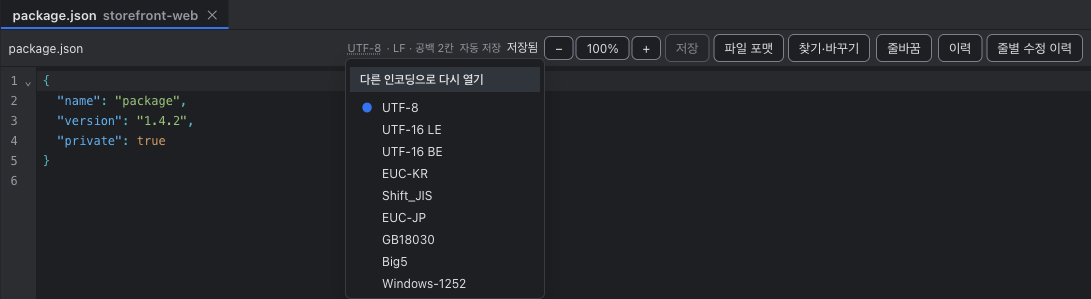 package.json storefront-web
package.json UTF-8 · LF · 공백 2칸 자동 저장 저장됨 − 100% + 저장 파일 포맷 찾기·바꾸기 줄바꿈 이력 줄별 수정 이력
다른 인코딩으로 다시 열기
UTF-8
UTF-16 LE
UTF-16 BE
EUC-KR
Shift_JIS
EUC-JP
GB18030
Big5
Windows-1252
1 {
2 "name": "package",
3 "version": "1.4.2",
4 "private": true
5 }
6